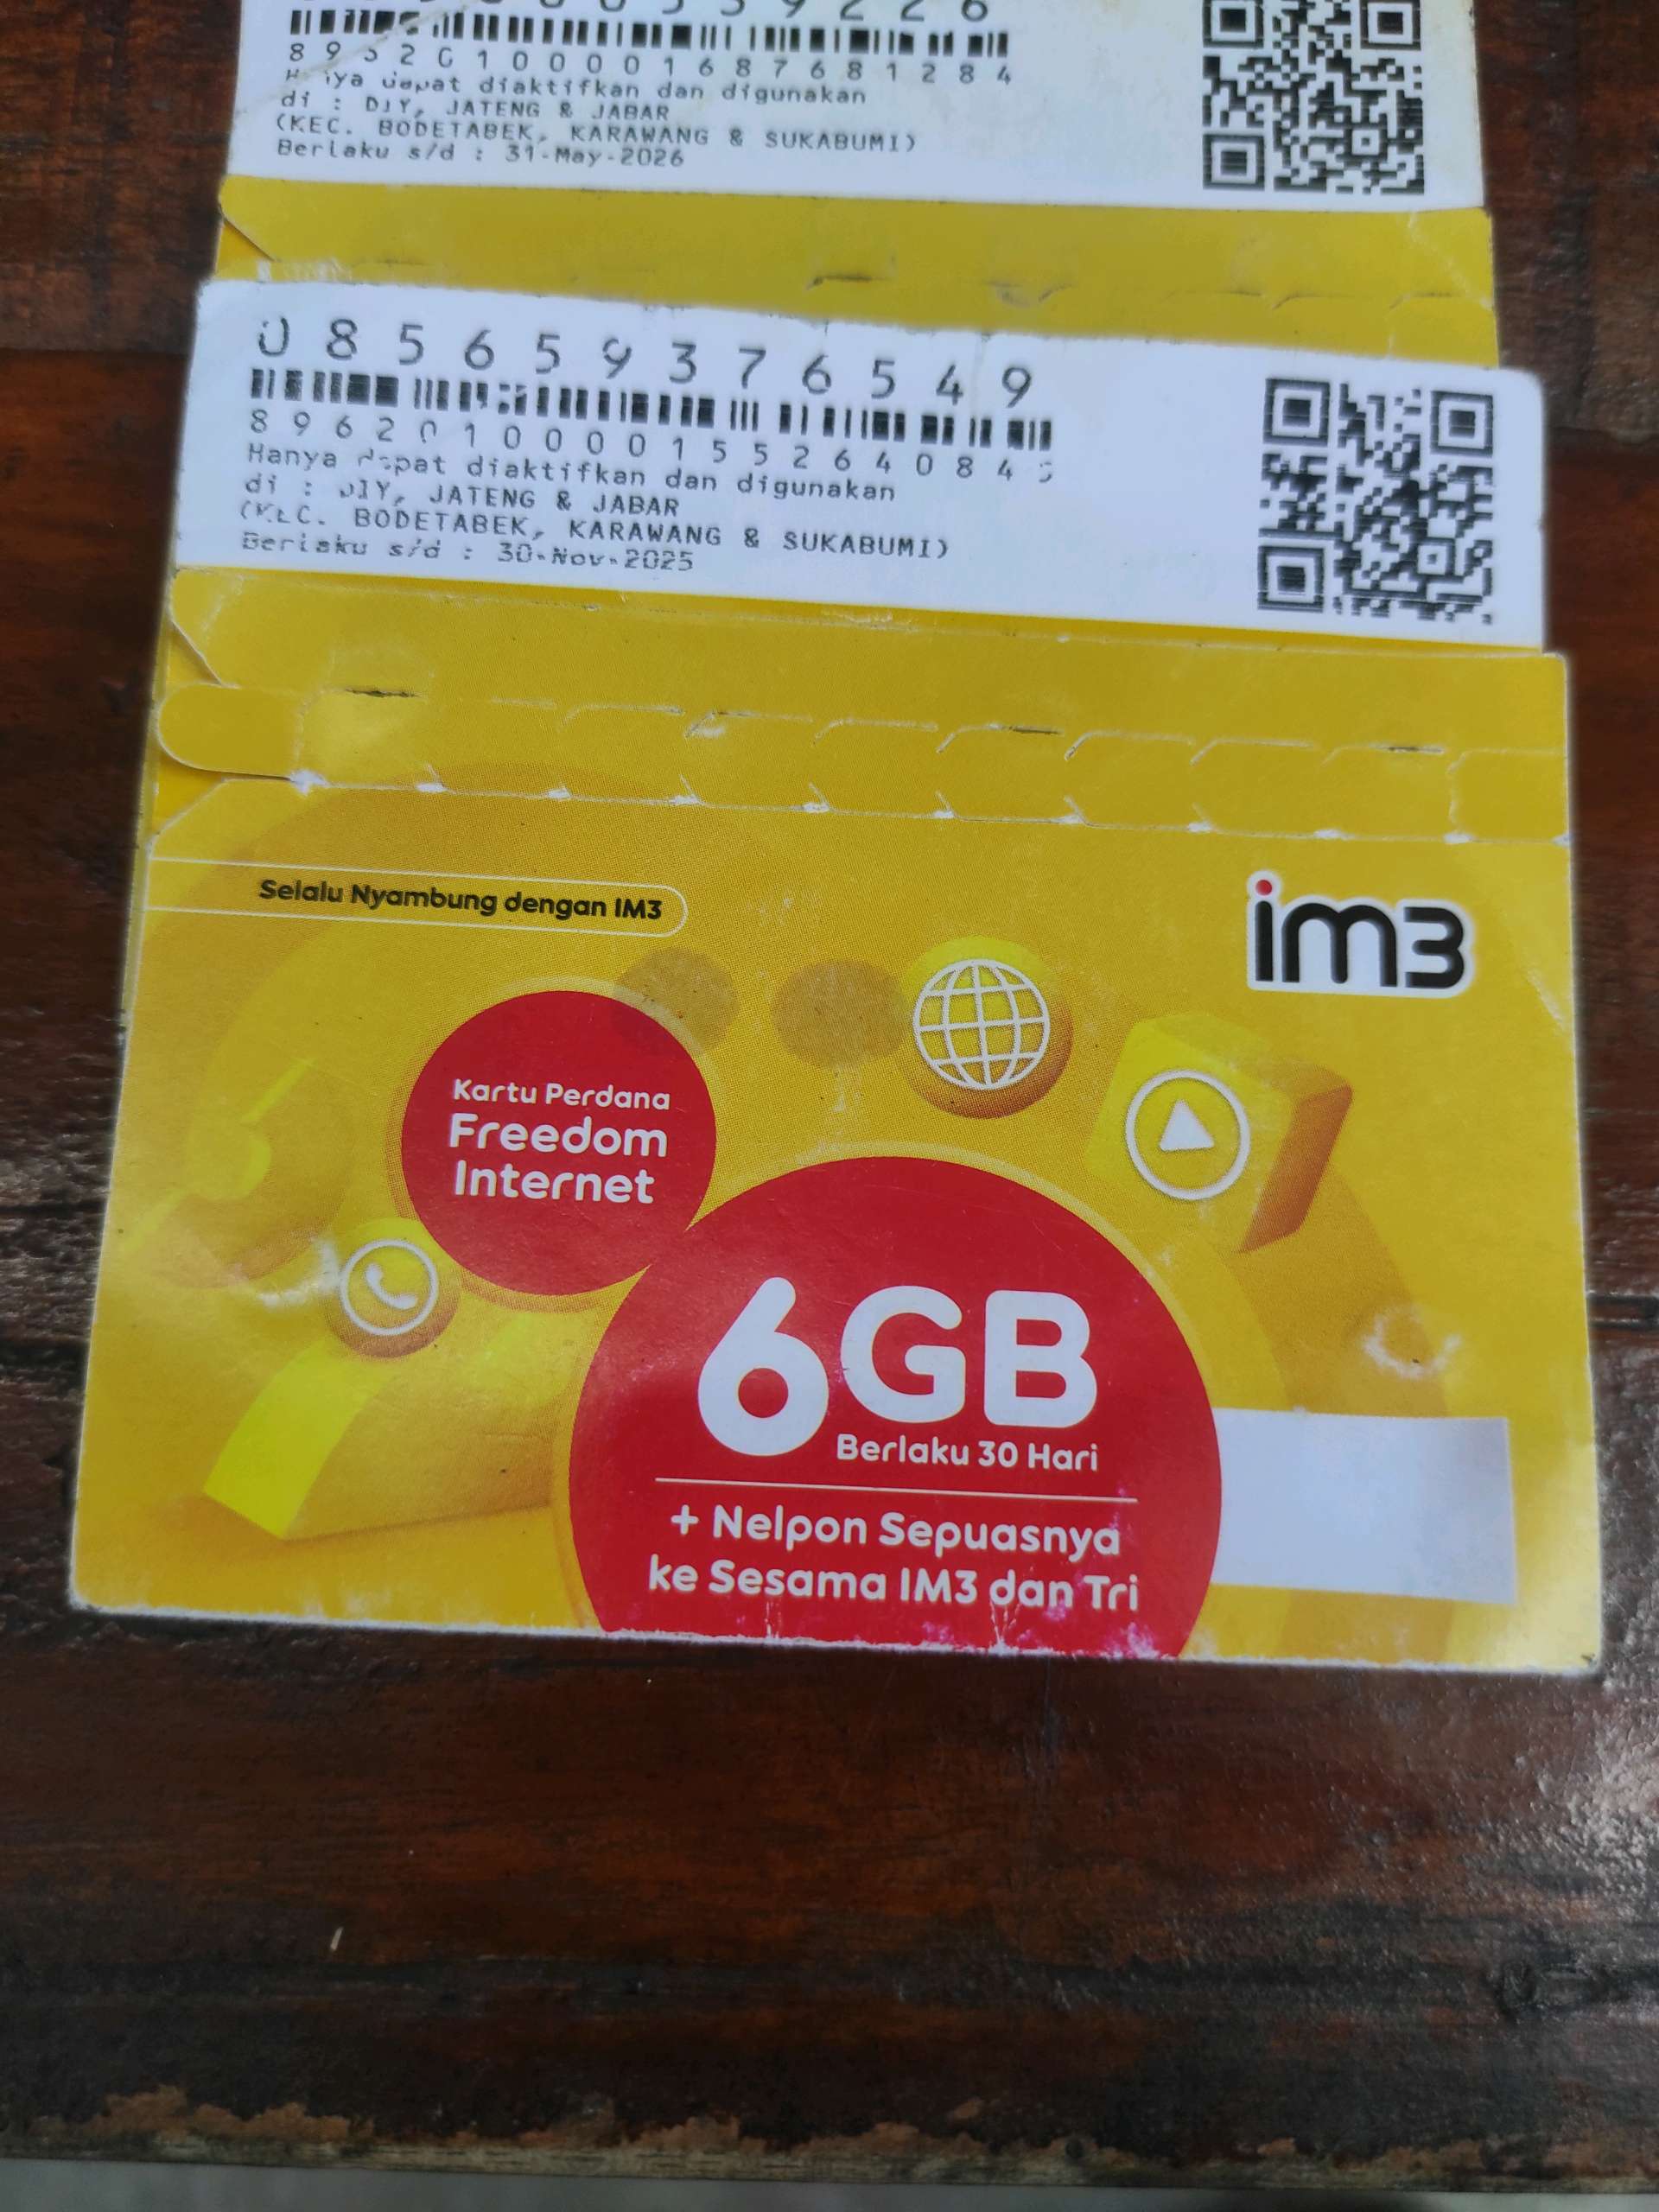 89620100001687681284
Hanya dapat diaktifkan dan digunakan
di : DIY, JATENG & JABAR
(KEC. BODETABEK, KARAWANG & SUKABUMI)
Berlaku s/d : 31-May-2026
085659376549
Hanya dapat diaktifkan dan digunakan
di : DIY, JATENG & JABAR
(KEC. BODETABEK, KARAWANG & SUKABUMI)
Berlaku s/d : 30-Nov-2025
Selalu Nyambung dengan IM3
im3
Kartu Perdana
Freedom
Internet
6GB
Berlaku 30 Hari
+ Nelpon Sepuasnya
ke Sesama IM3 dan Tri